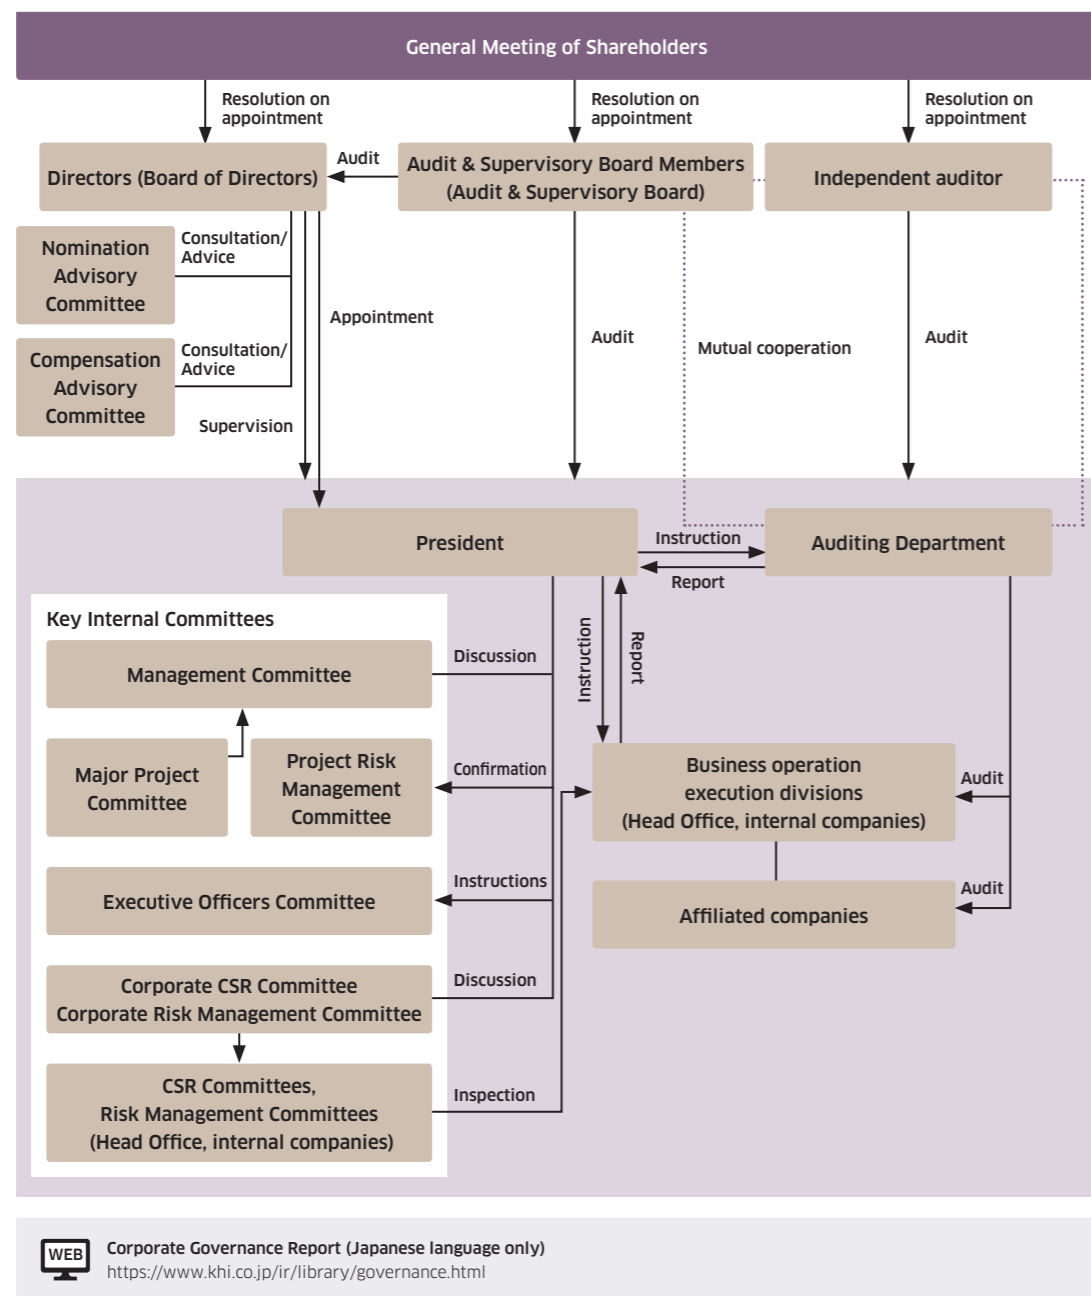 General Meeting of Shareholders
Resolution on
appointment
Resolution on
appointment
Resolution on
appointment
Directors (Board of Directors)
Audit
Audit & Supervisory Board Members
(Audit & Supervisory Board)
Independent auditor
Nomination
Advisory
Committee
Consultation/
Advice
Compensation
Advisory
Committee
Consultation/
Advice
Appointment
Supervision
Audit
Mutual cooperation
Audit
President
Instruction
Report
Auditing Department
Key Internal Committees
Management Committee
Discussion
Instruction
Report
Major Project
Committee
Project Risk
Management
Committee
Confirmation
Business operation
execution divisions
(Head Office, internal companies)
Audit
Executive Officers Committee
Instructions
Affiliated companies
Audit
Corporate CSR Committee
Corporate Risk Management Committee
Discussion
CSR Committees,
Risk Management Committees
(Head Office, internal companies)
Inspection
WEB
Corporate Governance Report (Japanese language only)
https://www.khi.co.jp/ir/library/governance.html